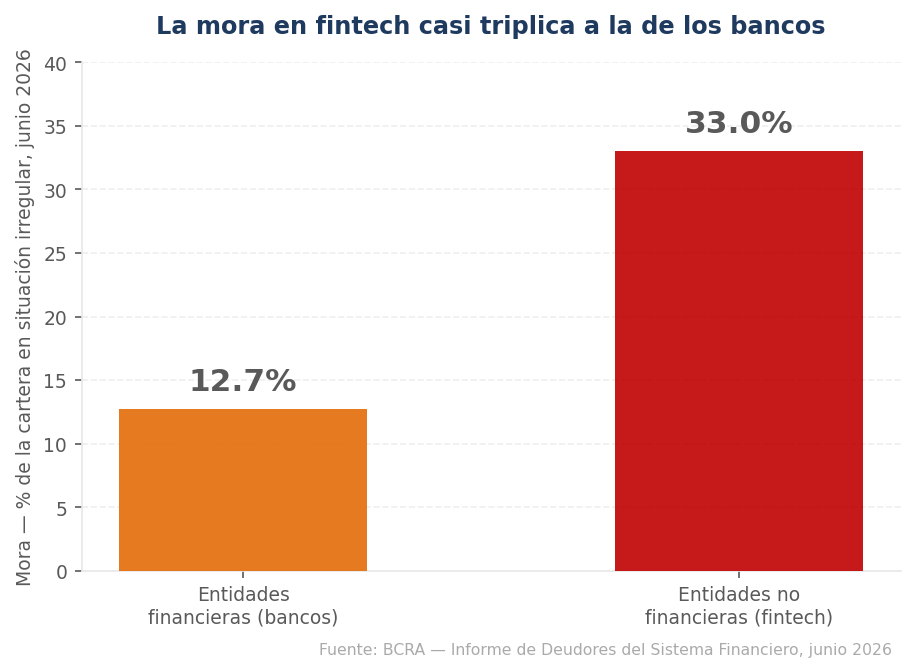 La mora en fintech casi triplica a la de los bancos
Mora — % de la cartera en situación irregular, junio 2026
40
35
30
25
20
15
10
5
0
12.7%
33.0%
Entidades
financieras (bancos)
Entidades no
financieras (fintech)
Fuente: BCRA — Informe de Deudores del Sistema Financiero, junio 2026